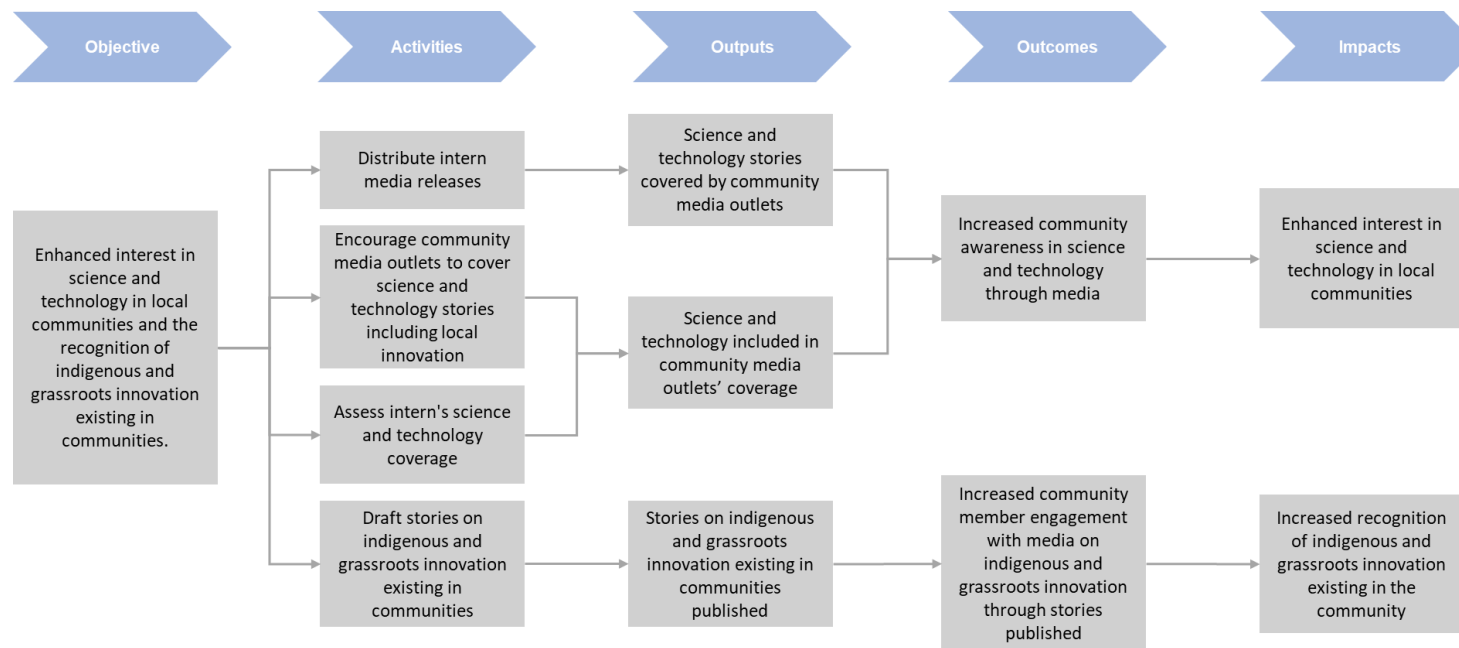 Objective
Activities
Outputs
Outcomes
Impacts
Enhanced interest in
science and
technology in local
communities and the
recognition of
indigenous and
grassroots innovation
existing in
communities.
Distribute intern
media releases
Encourage community
media outlets to cover
science and
technology stories
including local
innovation
Assess intern's science
and technology
coverage
Draft stories on
indigenous and
grassroots innovation
existing in
communities
Science and
technology stories
covered by community
media outlets
Science and
technology included in
community media
outlets’ coverage
Stories on indigenous
and grassroots
innovation existing in
communities
published
Increased community
awareness in science
and technology
through media
Increased community
member engagement
with media on
indigenous and
grassroots innovation
through stories
published
Enhanced interest in
science and
technology in local
communities
Increased recognition
of indigenous and
grassroots innovation
existing in the
community